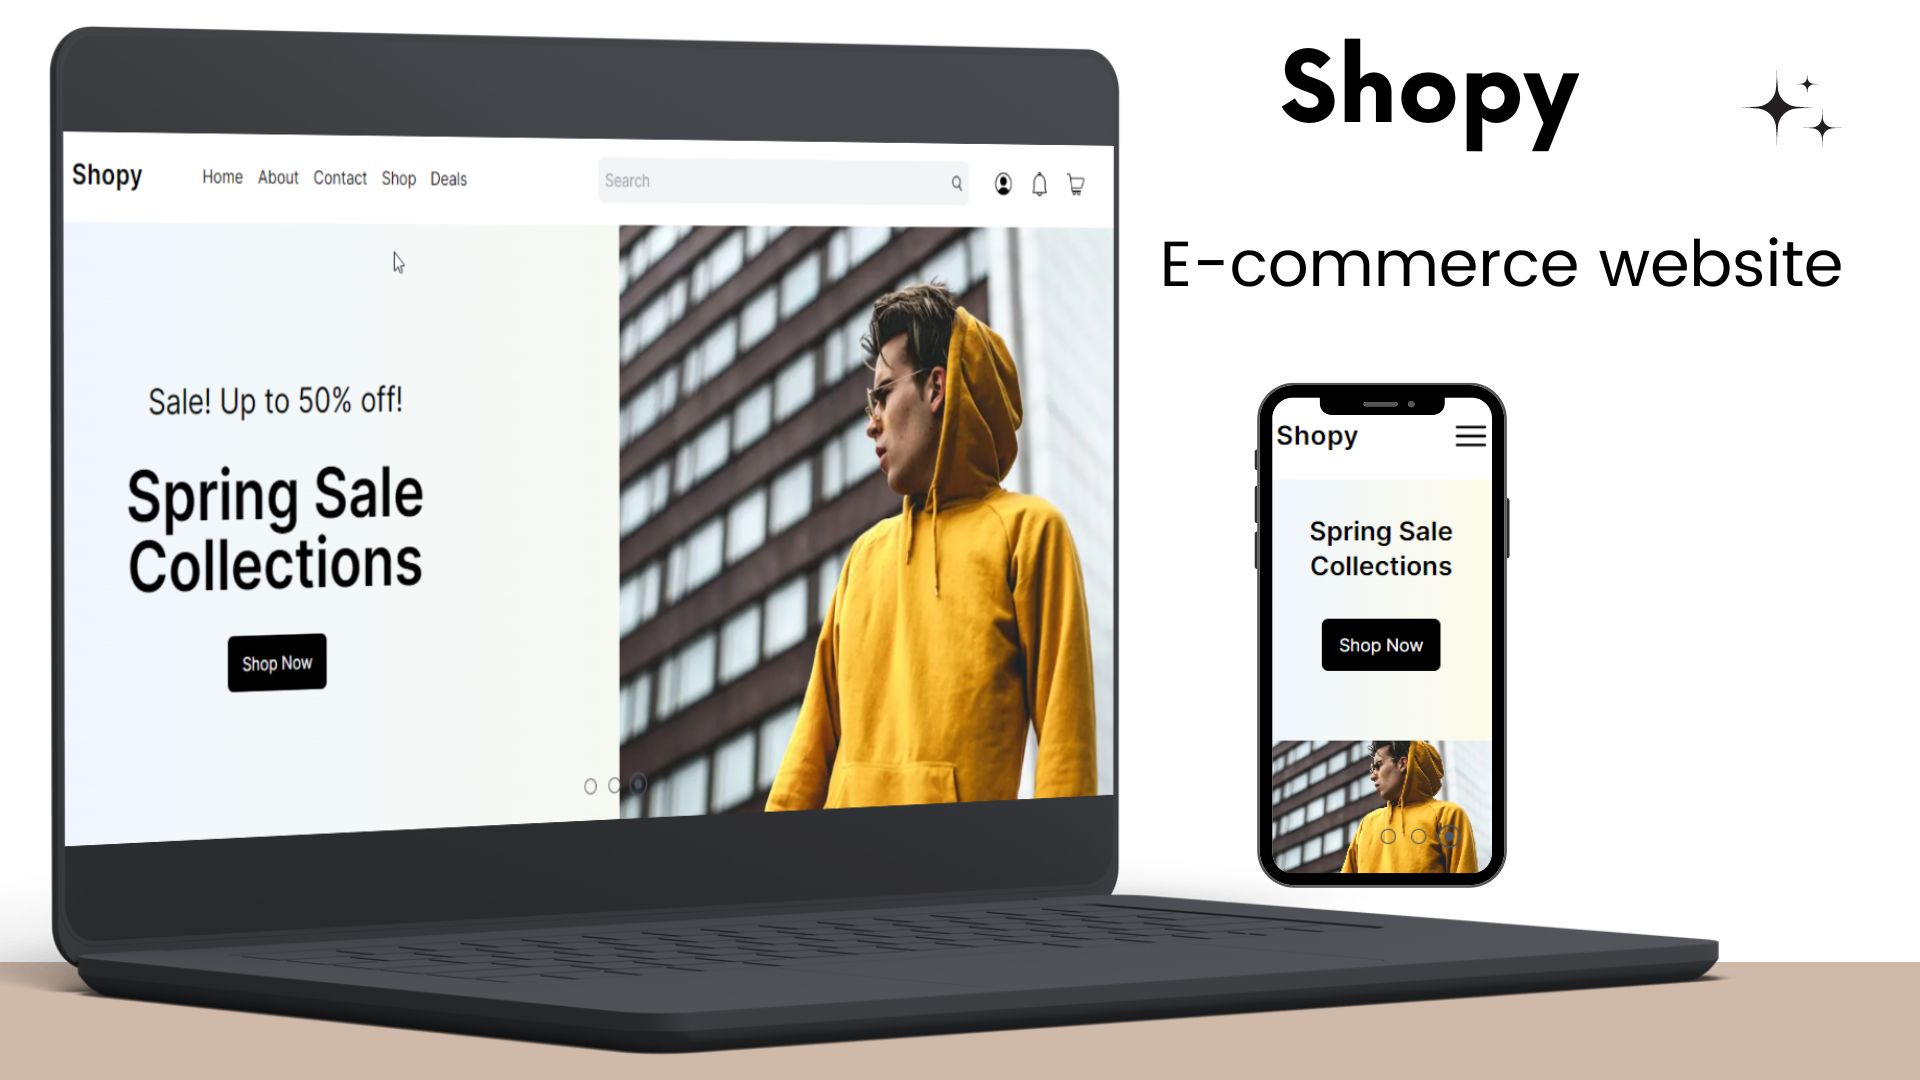 Shopy
E-commerce website
Shopy
Home About Contact Shop Deals
Search
Sale! Up to 50% off!
Spring Sale
Collections
Shop Now
Shopy
Spring Sale
Collections
Shop Now